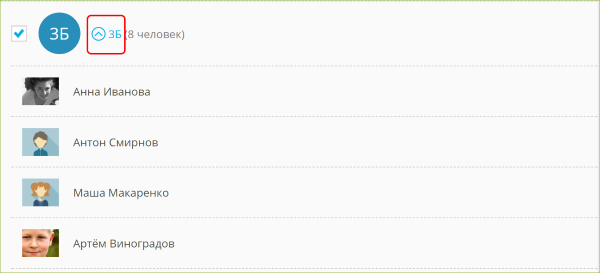 3Б 3Б (8 человек)
Анна Иванова
Антон Смирнов
Маша Макаренко
Артём Виноградов